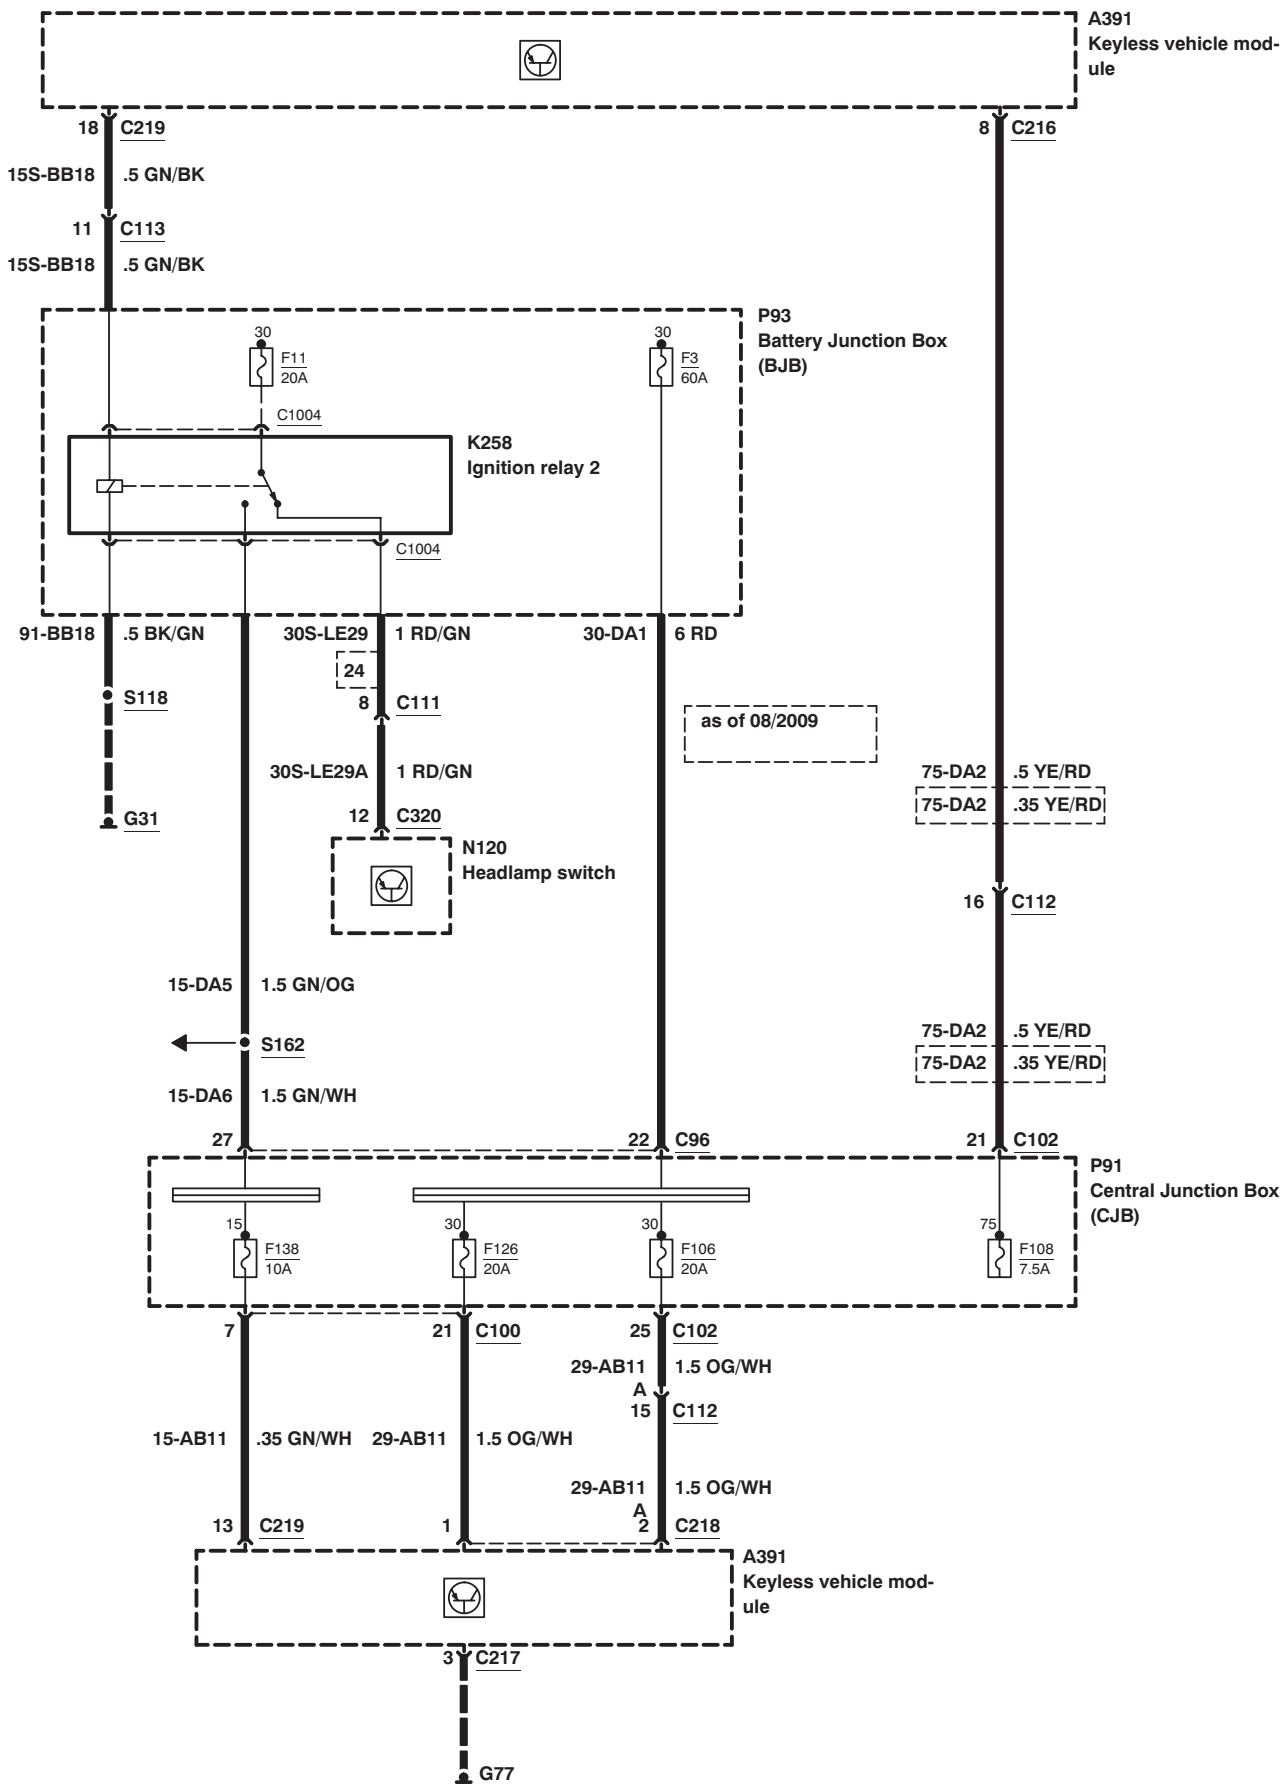 A391
Keyless vehicle mod-
ule
18 C219
8 C216
15S-BB18 .5 GN/BK
11 C113
15S-BB18 .5 GN/BK
P93
Battery Junction Box
(BJB)
30
F11
20A
30
F3
60A
C1004
K258
Ignition relay 2
C1004
91-BB18 .5 BK/GN
30S-LE29 1 RD/GN
30-DA1 6 RD
24
S118
8 C111
as of 08/2009
30S-LE29A 1 RD/GN
75-DA2 .5 YE/RD
75-DA2 .35 YE/RD
G31
12 C320
N120
Headlamp switch
16 C112
15-DA5 1.5 GN/OG
S162
75-DA2 .5 YE/RD
75-DA2 .35 YE/RD
15-DA6 1.5 GN/WH
27
22 C96
21 C102
P91
Central Junction Box
(CJB)
15
F138
10A
30
F126
20A
30
F106
20A
75
F108
7.5A
7
21 C100
25 C102
29-AB11 1.5 OG/WH
A
15 C112
15-AB11 .35 GN/WH
29-AB11 1.5 OG/WH
29-AB11 1.5 OG/WH
A
13 C219
1
2 C218
A391
Keyless vehicle mod-
ule
3 C217
G77